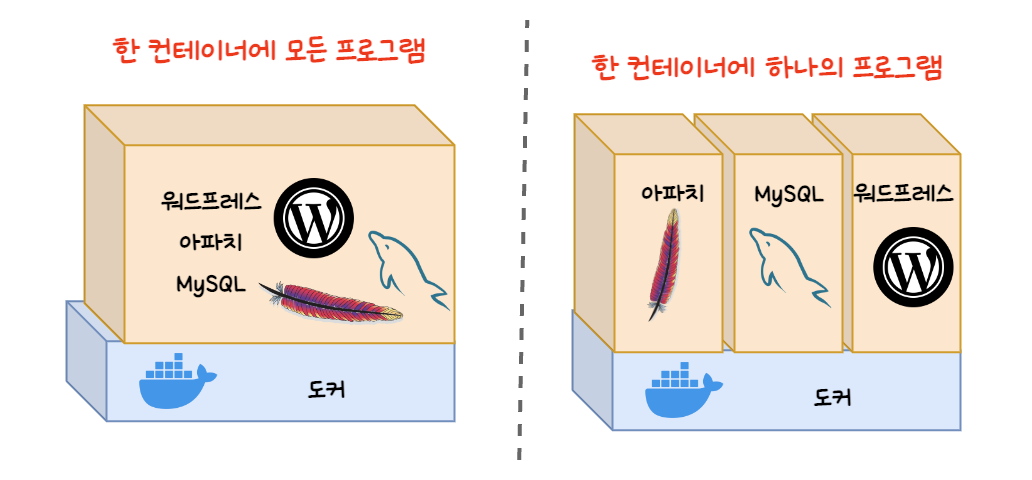 한 컨테이너에 모든 프로그램
워드프레스
아파치
MySQL
도커
한 컨테이너에 하나의 프로그램
아파치
MySQL
워드프레스
도커